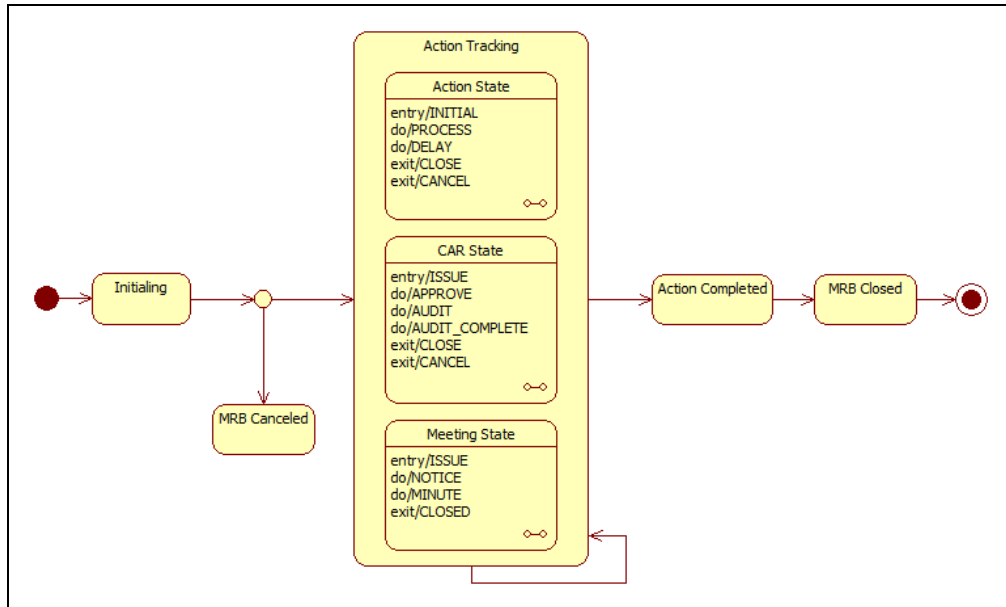 Action Tracking
Action State
entry/INITIAL
do/PROCESS
do/DELAY
exit/CLOSE
exit/CANCEL
CAR State
entry/ISSUE
do/APPROVE
do/AUDIT
do/AUDIT_COMPLETE
exit/CLOSE
exit/CANCEL
Meeting State
entry/ISSUE
do/NOTICE
do/MINUTE
exit/CLOSED
Initialing
MRB Canceled
Action Completed
MRB Closed